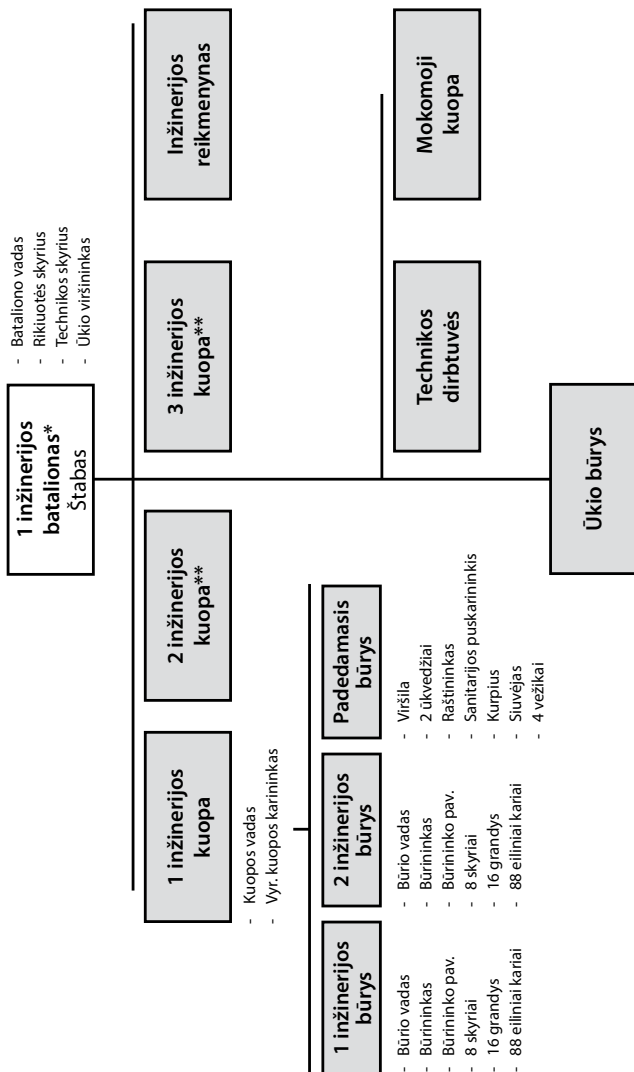 1 inžinerijos
batalionas*
Štabas
- Bataliono vadas
- Rikiuotės skyrius
- Technikos skyrius
- Ūkio viršininkas
1 inžinerijos
kuopa
2 inžinerijos
kuopa**
3 inžinerijos
kuopa**
Inžinerijos
reikmenynas
- Kuopos vadas
- Vyr. kuopos karininkas
1 inžinerijos
būrys
2 inžinerijos
būrys
Padedamasis
būrys
- Būrio vadas
- Būrininkas
- Būrininko pav.
- 8 skyriai
- 16 grandys
- 88 eiliniai kariai
- Būrio vadas
- Būrininkas
- Būrininko pav.
- 8 skyriai
- 16 grandys
- 88 eiliniai kariai
- Viršila
- 2 ūkvedžiai
- Raštininkas
- Sanitarijos puskarininkis
- Kurpius
- Siuvėjas
- 4 vežikai
Technikos
dirbtuvės
Mokomoji
kuopa
Ūkio būrys